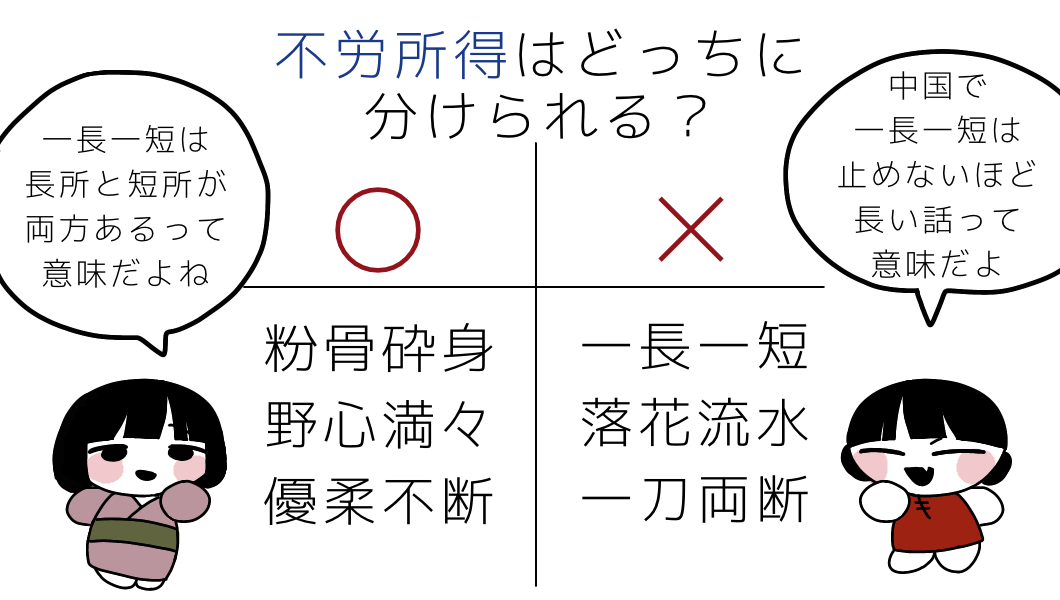 不労所得はどっちに
分けられる？
一長一短は
長所と短所が
両方あるって
意味だよね
中国で
一長一短は
止めないほど
長い話って
意味だよ
○
×
粉骨砕身
野心満々
優柔不断
一長一短
落花流水
一刀両断